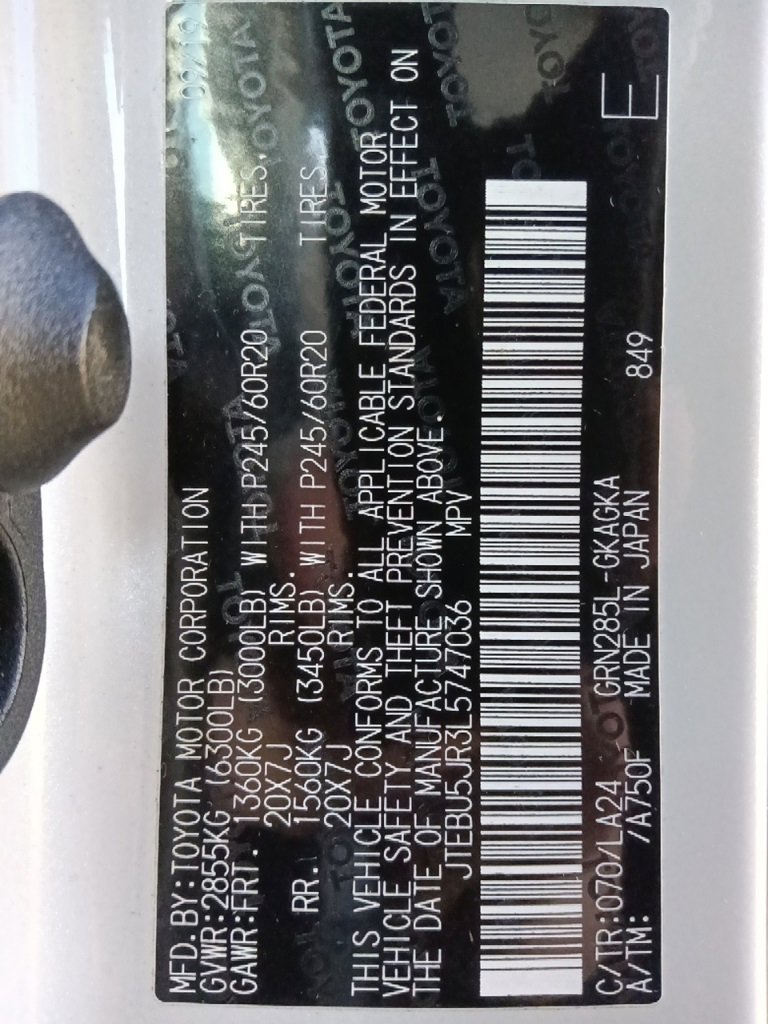 MFD. BY: TOYOTA MOTOR CORPORATION 09/19
GVWR: 2855KG (6300LB)
GAWR: FRT. 1360KG (3000LB) WITH P245/60R20 TIRES,
20X7J RIMS.
RR. 1560KG (3450LB) WITH P245/60R20 TIRES
20X7J RIMS.
THIS VEHICLE CONFORMS TO ALL APPLICABLE FEDERAL MOTOR
VEHICLE SAFETY AND THEFT PREVENTION STANDARDS IN EFFECT ON
THE DATE OF MANUFACTURE SHOWN ABOVE.
JTEBU5JR3L5747036 MPV
C/TR: 070/LA24 GRN285L-GKAGKA
A/TM: /A750F MADE IN JAPAN 849 E